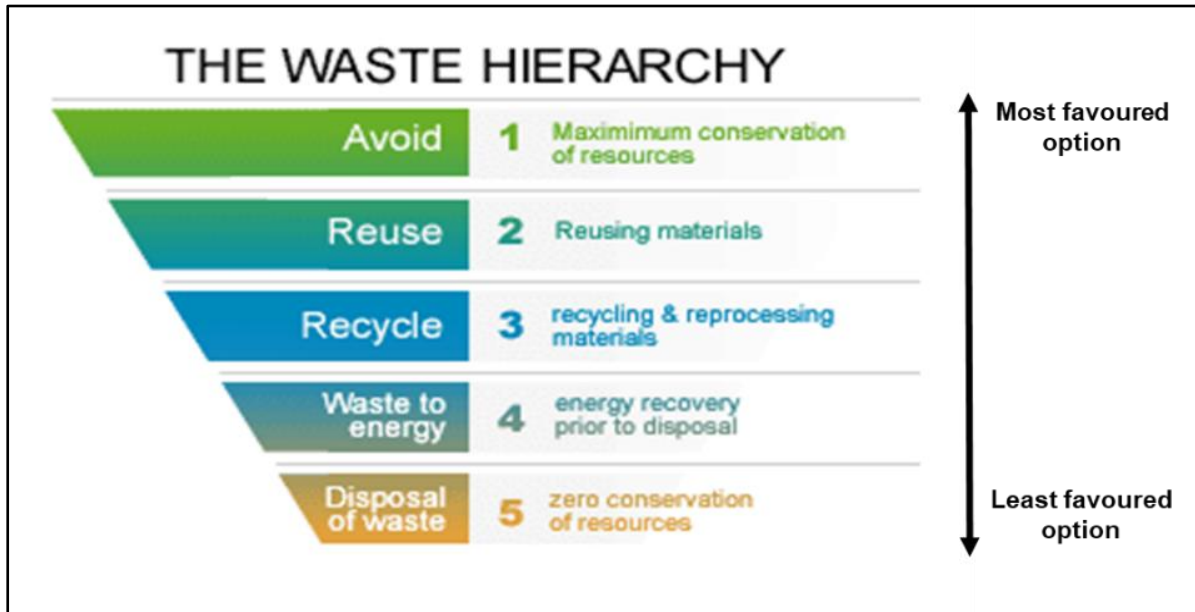 THE WASTE HIERARCHY
Avoid
1
Maximimum conservation
of resources
Reuse
2
Reusing materials
Recycle
3
recycling & reprocessing
materials
Waste to
energy
4
energy recovery
prior to disposal
Disposal
of waste
5
zero conservation
of resources
Most favoured
option
Least favoured
option